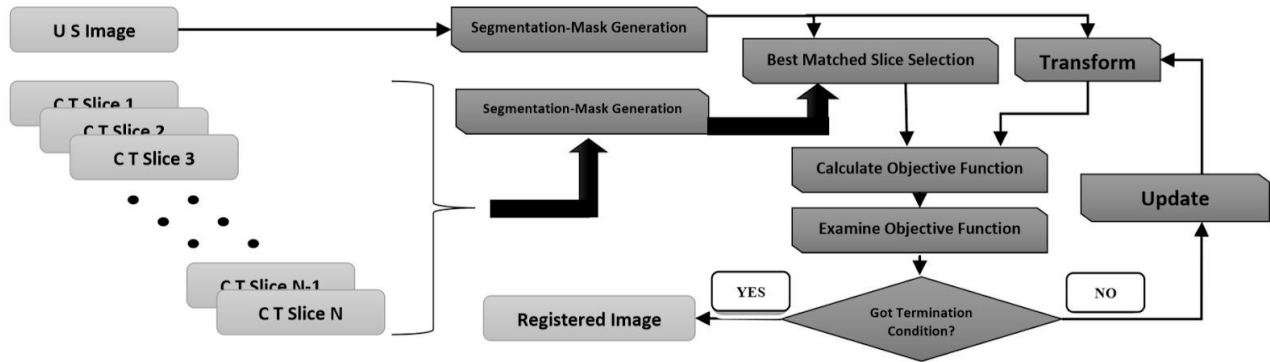 U S Image
Segmentation-Mask Generation
Best Matched Slice Selection
Transform
C T Slice 1
C T Slice 2
C T Slice 3
Segmentation-Mask Generation
Calculate Objective Function
Update
Examine Objective Function
C T Slice N-1
C T Slice N
YES
NO
Registered Image
Got Termination
Condition?